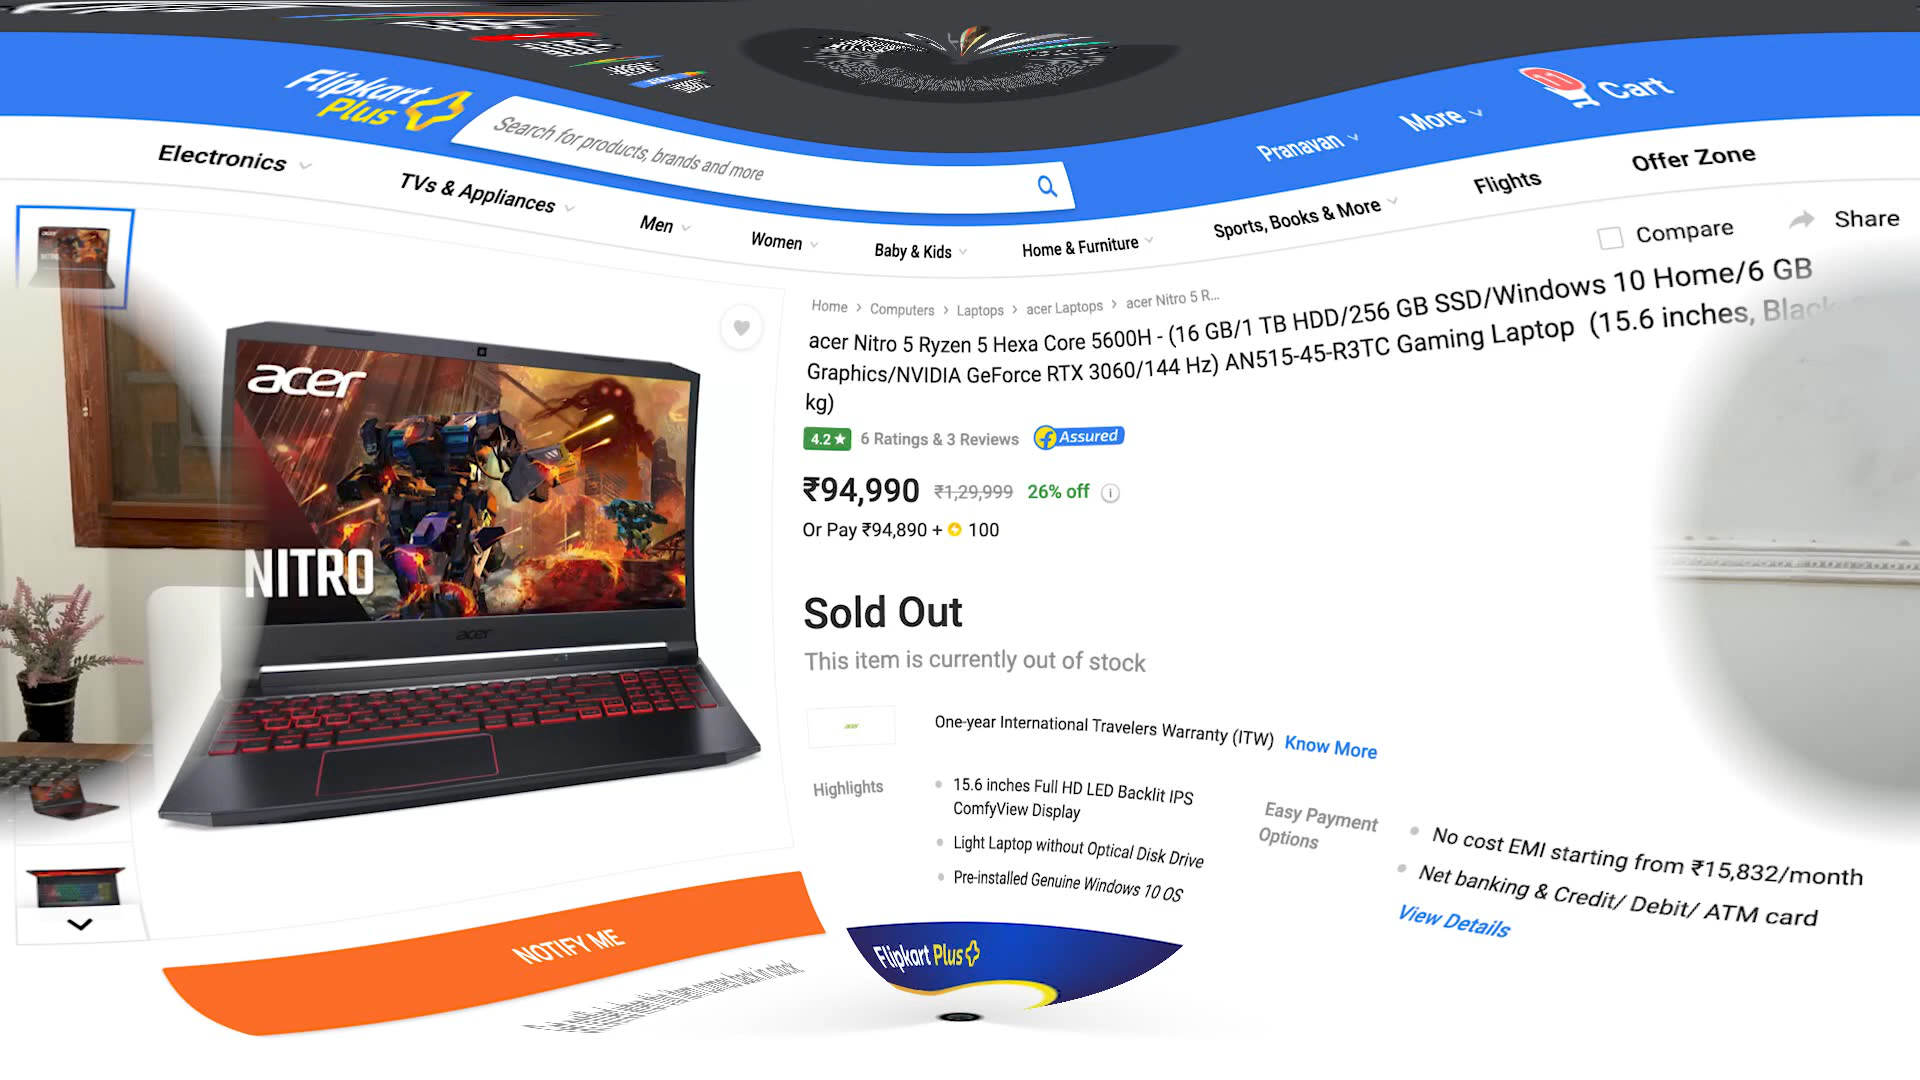 Flipkart
Plus
Search for products, brands and more
Pranavan
More
11
Cart
Electronics
TVs & Appliances
Men
Women
Baby & Kids
Home & Furniture
Sports, Books & More
Flights
Offer Zone
Compare
Share
Home > Computers > Laptops > acer Laptops > acer Nitro 5 R...
acer Nitro 5 Ryzen 5 Hexa Core 5600H - (16 GB/1 TB HDD/256 GB SSD/Windows 10 Home/6 GB
Graphics/NVIDIA GeForce RTX 3060/144 Hz) AN515-45-R3TC Gaming Laptop (15.6 inches, Black
kg)
4.2 ★ 6 Ratings & 3 Reviews Assured
₹94,990 ₹1,29,999 26% off i
Or Pay ₹94,890 + 100
Sold Out
This item is currently out of stock
acer
One-year International Travelers Warranty (ITW) Know More
Highlights
15.6 inches Full HD LED Backlit IPS
ComfyView Display
Light Laptop without Optical Disk Drive
Pre-installed Genuine Windows 10 OS
Easy Payment
Options
No cost EMI starting from ₹15,832/month
Net banking & Credit/ Debit/ ATM card
View Details
acer
NITRO
acer
NOTIFY ME
Flipkart Plus